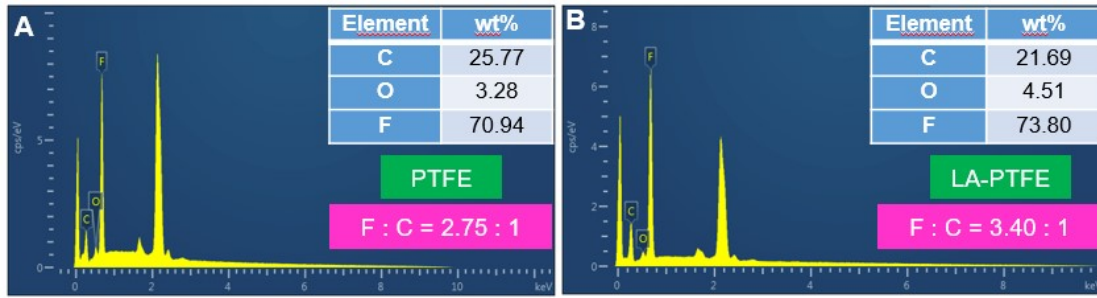 A
Element wt%
C 25.77
O 3.28
F 70.94
PTFE
F : C = 2.75 : 1
F
O
C
cps/eV
5
0
0 2 4 6 8 10 keV
B
Element wt%
C 21.69
O 4.51
F 73.80
LA-PTFE
F : C = 3.40 : 1
F
C
O
cps/eV
8
6
4
2
0
0 2 4 6 8 keV